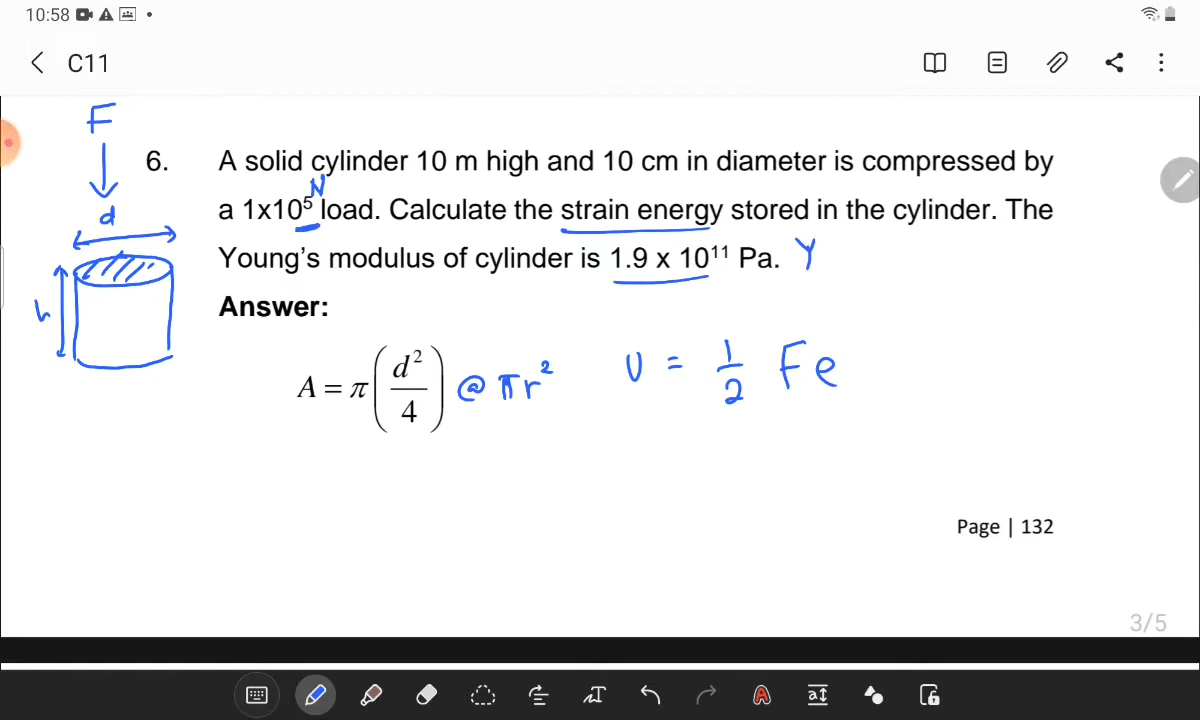 10:58
C11
F
d
h
6. A solid cylinder 10 m high and 10 cm in diameter is compressed by
N
a 1x10⁵ load. Calculate the strain energy stored in the cylinder. The
Young’s modulus of cylinder is 1.9 x 10¹¹ Pa. Y
Answer:
A = π(d²/4) @ πr² U = 1/2 Fe
Page | 132
3/5